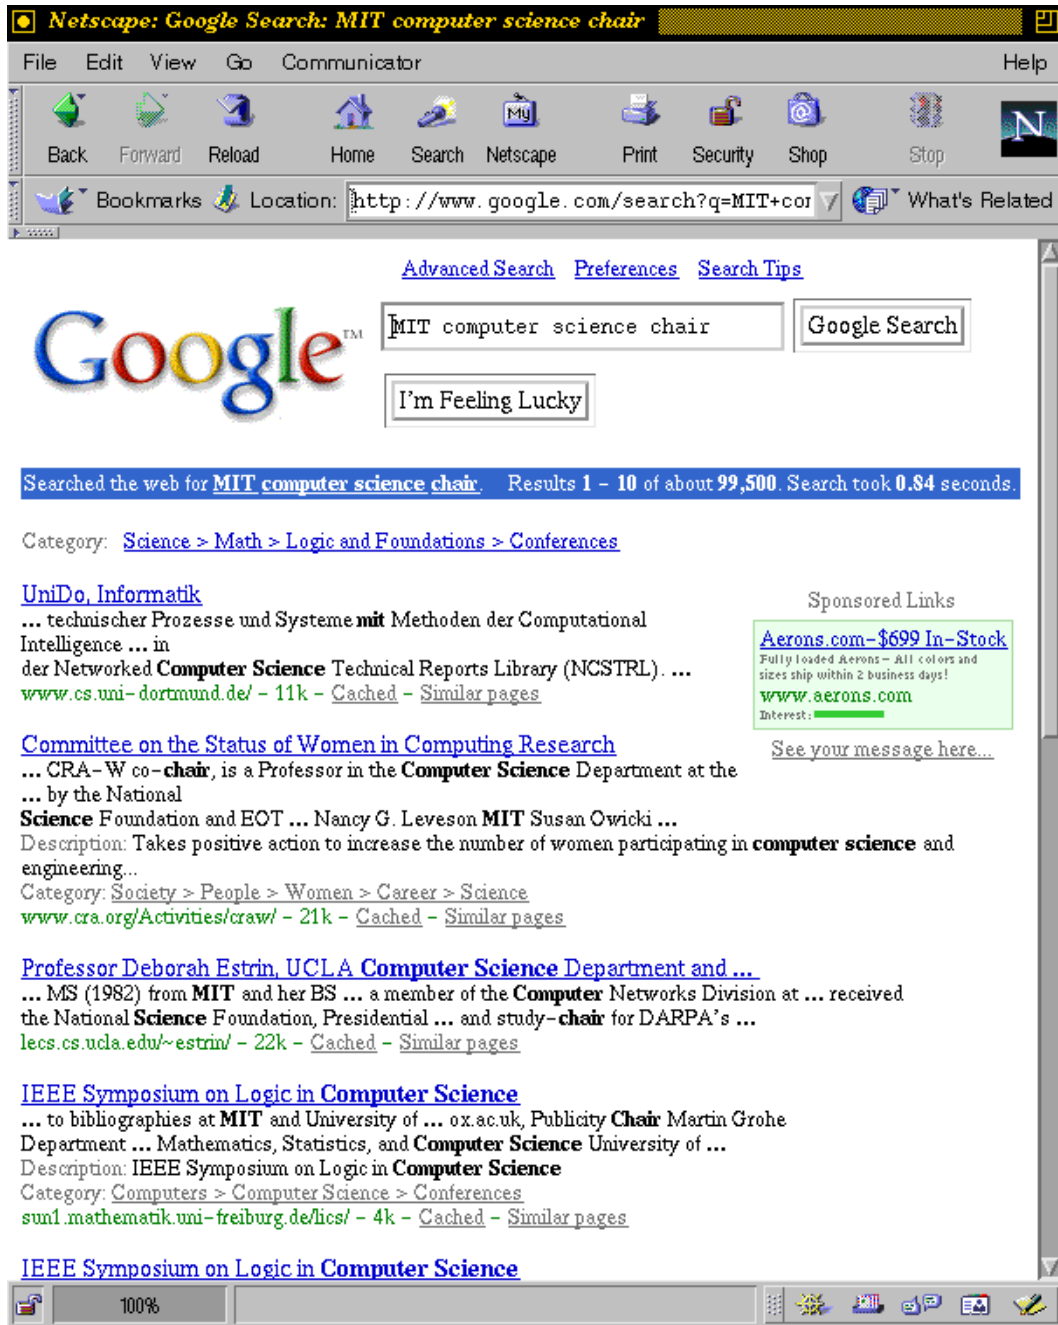 Netscape: Google Search: MIT computer science chair
File Edit View Go Communicator Help
Back Forward Reload Home Search Netscape Print Security Shop Stop
My
N
Bookmarks Location: http://www.google.com/search?q=MIT+cor What's Related
Advanced Search Preferences Search Tips
Google™
MIT computer science chair Google Search
I'm Feeling Lucky
Searched the web for MIT computer science chair. Results 1 - 10 of about 99,500. Search took 0.84 seconds.
Category: Science > Math > Logic and Foundations > Conferences
UniDo, Informatik
... technischer Prozesse und Systeme mit Methoden der Computational
Intelligence ... in
der Networked Computer Science Technical Reports Library (NCSTRL). ...
www.cs.uni-dortmund.de/ - 11k - Cached - Similar pages
Sponsored Links
Aerons.com-$699 In-Stock
Fully loaded Aerons- All colors and
sizes ship within 2 business days!
www.aerons.com
Interest:
See your message here...
Committee on the Status of Women in Computing Research
... CRA-W co-chair, is a Professor in the Computer Science Department at the
... by the National
Science Foundation and EOT ... Nancy G. Leveson MIT Susan Owicki ...
Description: Takes positive action to increase the number of women participating in computer science and
engineering...
Category: Society > People > Women > Career > Science
www.cra.org/Activities/craw/ - 21k - Cached - Similar pages
Professor Deborah Estrin, UCLA Computer Science Department and ...
... MS (1982) from MIT and her BS ... a member of the Computer Networks Division at ... received
the National Science Foundation, Presidential ... and study-chair for DARPA's ...
lecs.cs.ucla.edu/~estrin/ - 22k - Cached - Similar pages
IEEE Symposium on Logic in Computer Science
... to bibliographies at MIT and University of ... ox.ac.uk, Publicity Chair Martin Grohe
Department ... Mathematics, Statistics, and Computer Science University of ...
Description: IEEE Symposium on Logic in Computer Science
Category: Computers > Computer Science > Conferences
sun1.mathematik.uni-freiburg.de/lics/ - 4k - Cached - Similar pages
IEEE Symposium on Logic in Computer Science
100%